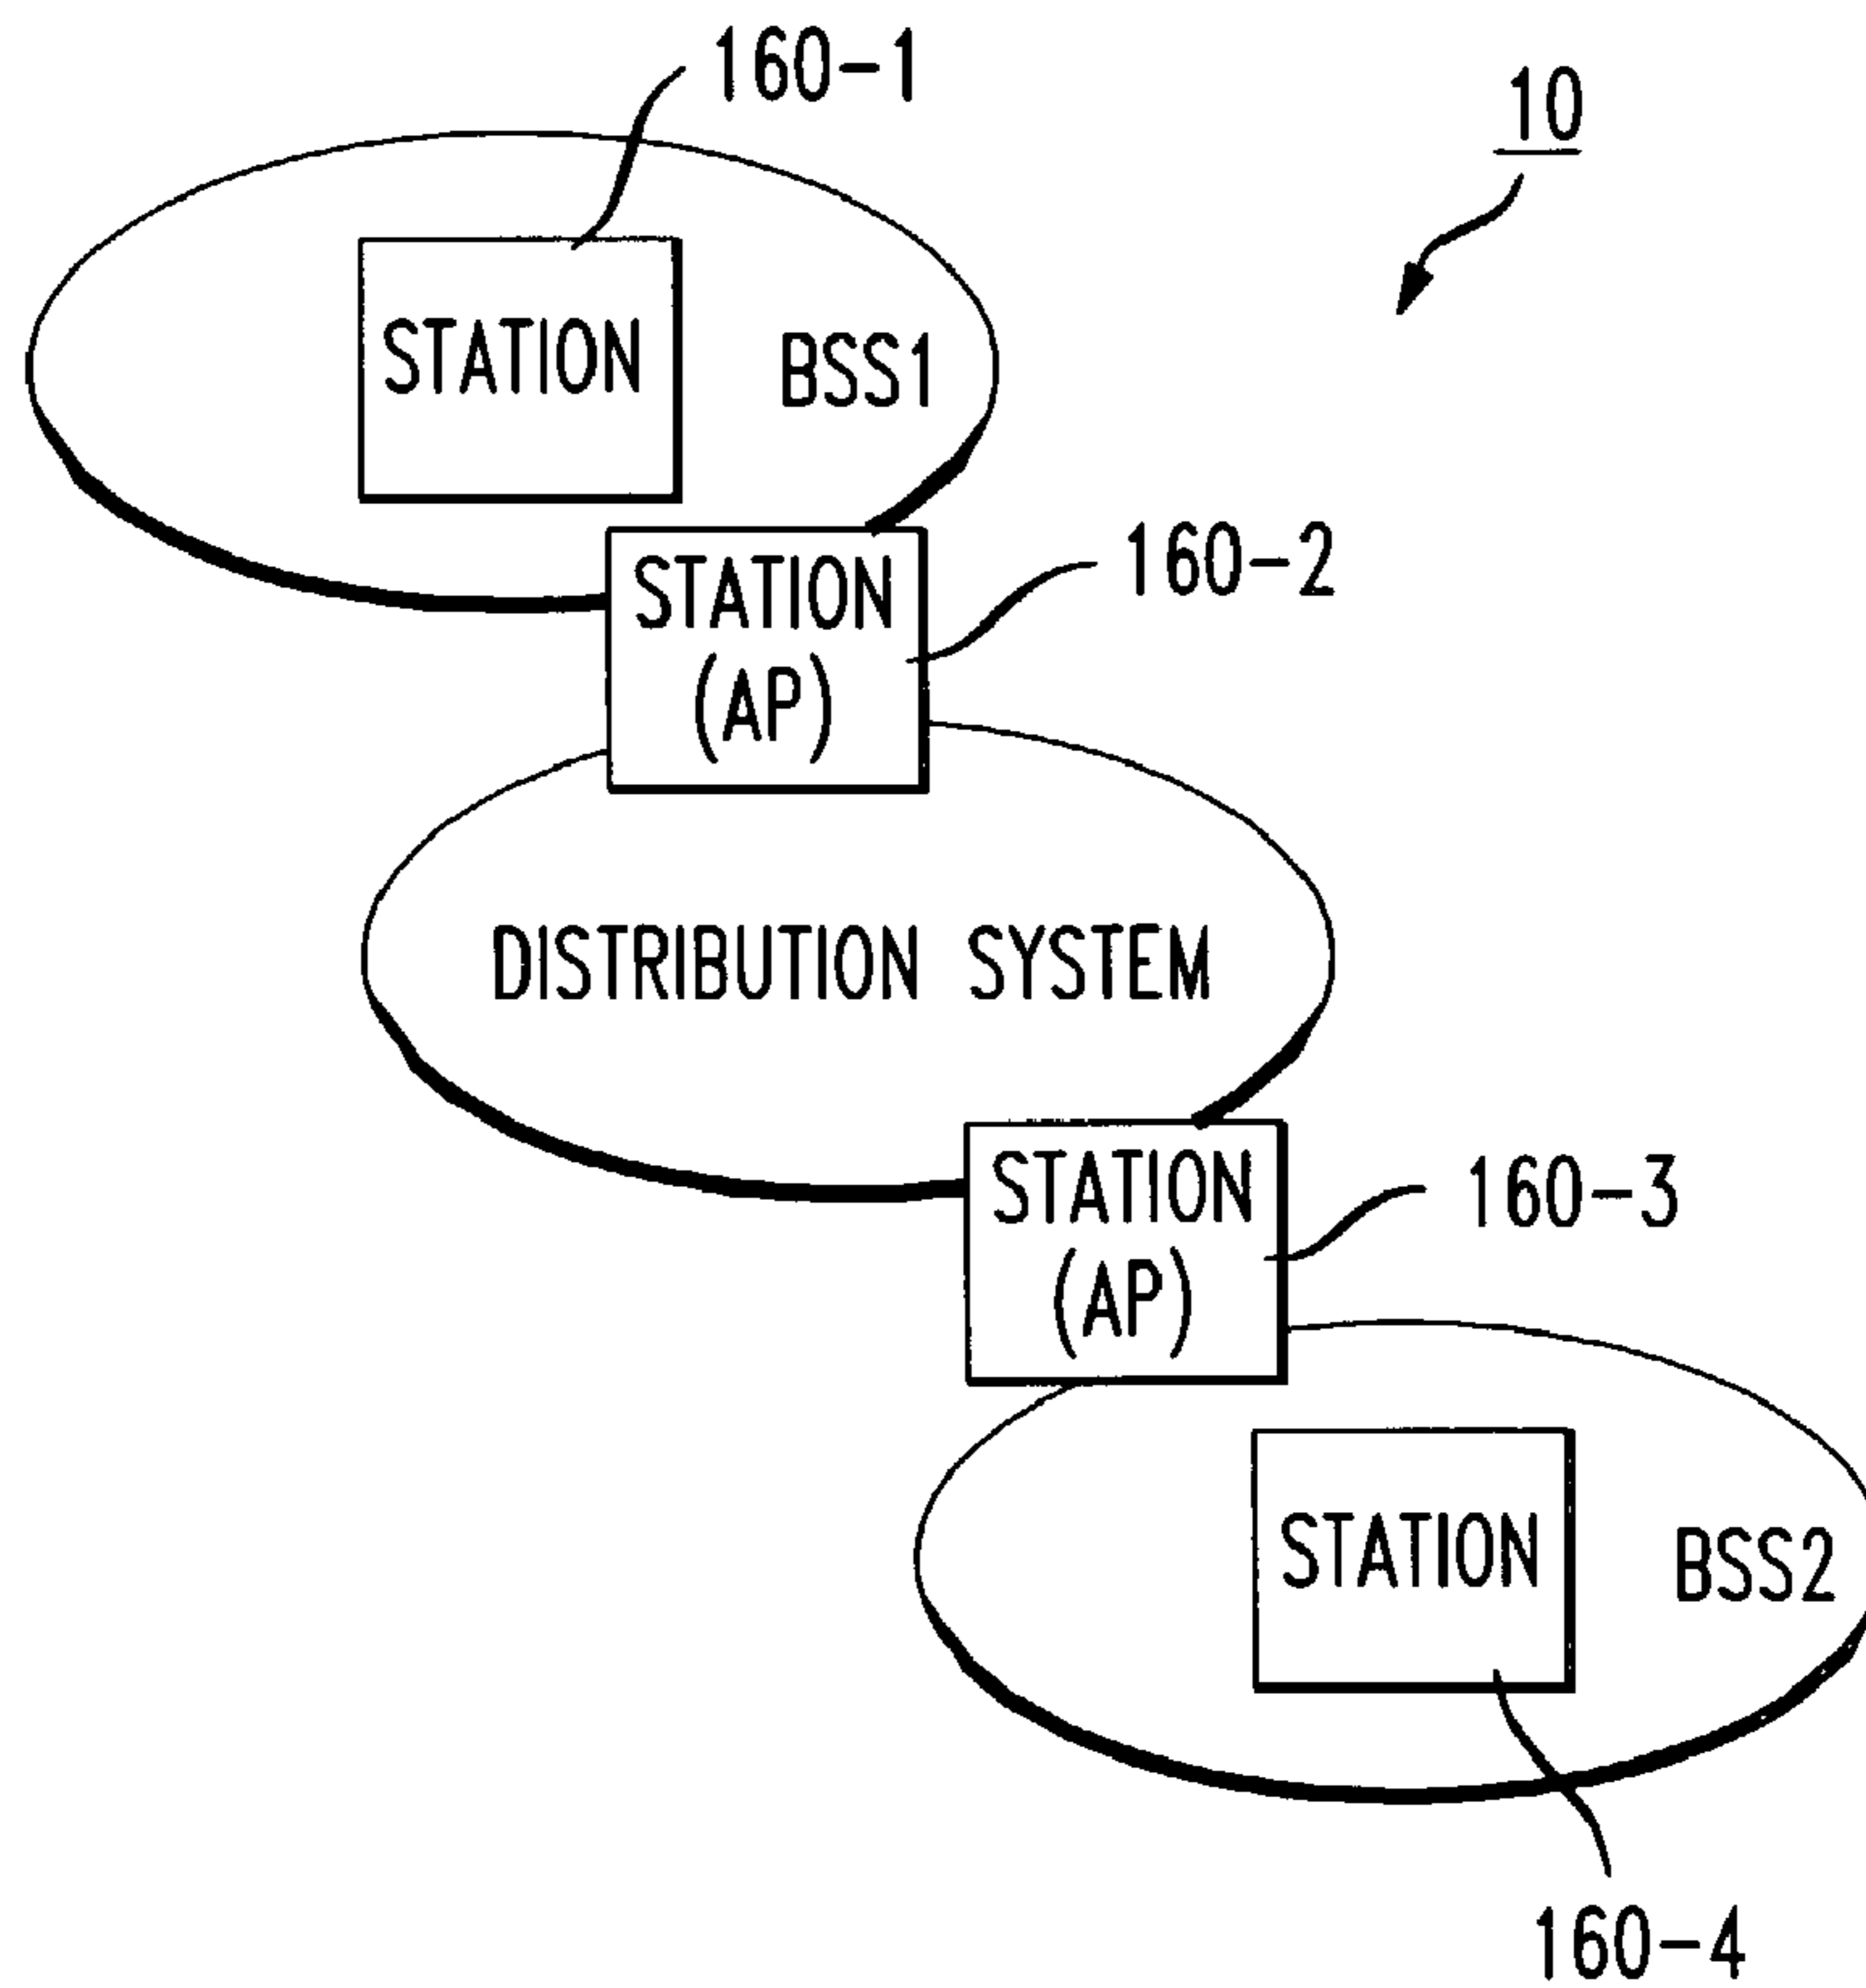 160-1
10
STATION
BSS1
160-2
STATION
(AP)
DISTRIBUTION SYSTEM
STATION
(AP)
160-3
STATION
BSS2
160-4